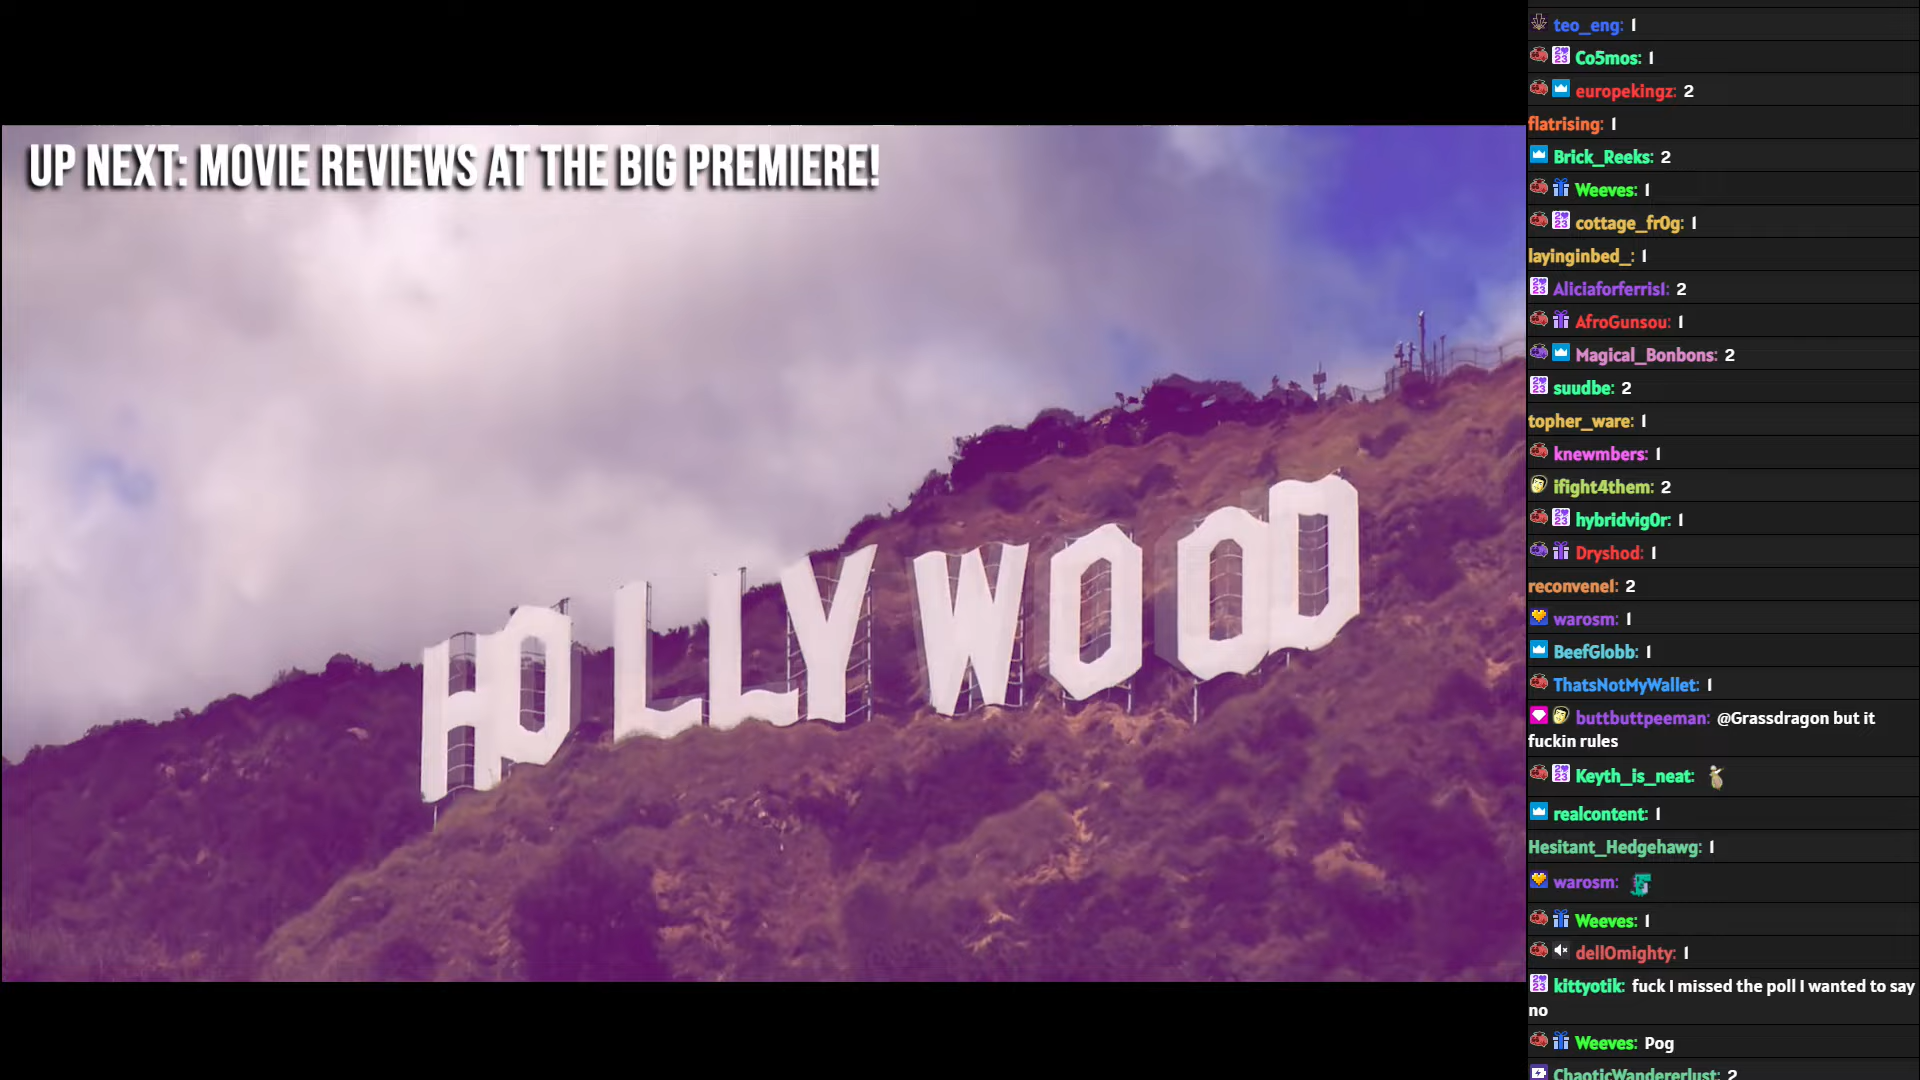 UP NEXT: MOVIE REVIEWS AT THE BIG PREMIERE!
HOLLYWOOD
teo_eng: 1
Co5mos: 1
europekingz: 2
flatrising: 1
Brick_Reeks: 2
Weeves: 1
cottage_fr0g: 1
layinginbed_: 1
Aliciaforferris1: 2
AfroGunsou: 1
Magical_Bonbons: 2
suudbe: 2
topher_ware: 1
knewmbers: 1
ifight4them: 2
hybridvig0r: 1
Dryshod: 1
reconvenel: 2
warosm: 1
BeefGlobb: 1
ThatsNotMyWallet: 1
buttbuttpeeman: @Grassdragon but it
fuckin rules
Keyth_is_neat:
realcontent: 1
Hesitant_Hedgehawg: 1
warosm:
Weeves: 1
dell0mighty: 1
kittyotik: fuck I missed the poll I wanted to say
no
Weeves: Pog
ChaoticWandererlust: 2